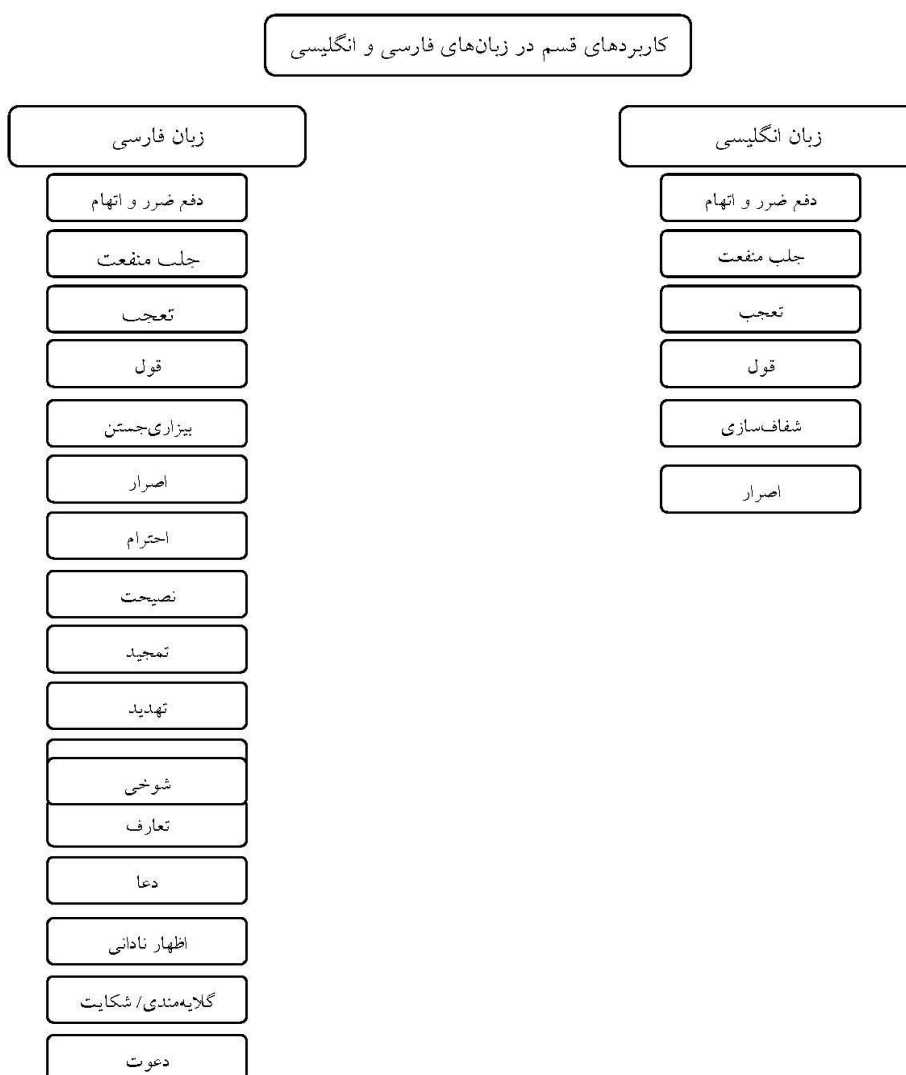 کاربردهای قسم در زبان‌های فارسی و انگلیسی
زبان انگلیسی
دفع ضرر و اتهام
جلب منفعت
تعجب
قول
شفاف‌سازی
اصرار
زبان فارسی
دفع ضرر و اتهام
جلب منفعت
تعجب
قول
بیزاری‌جستن
اصرار
احترام
نصیحت
تمجید
تهدید
شوخی
تعارف
دعا
اظهار نادانی
گلایه‌مندی/ شکایت
دعوت